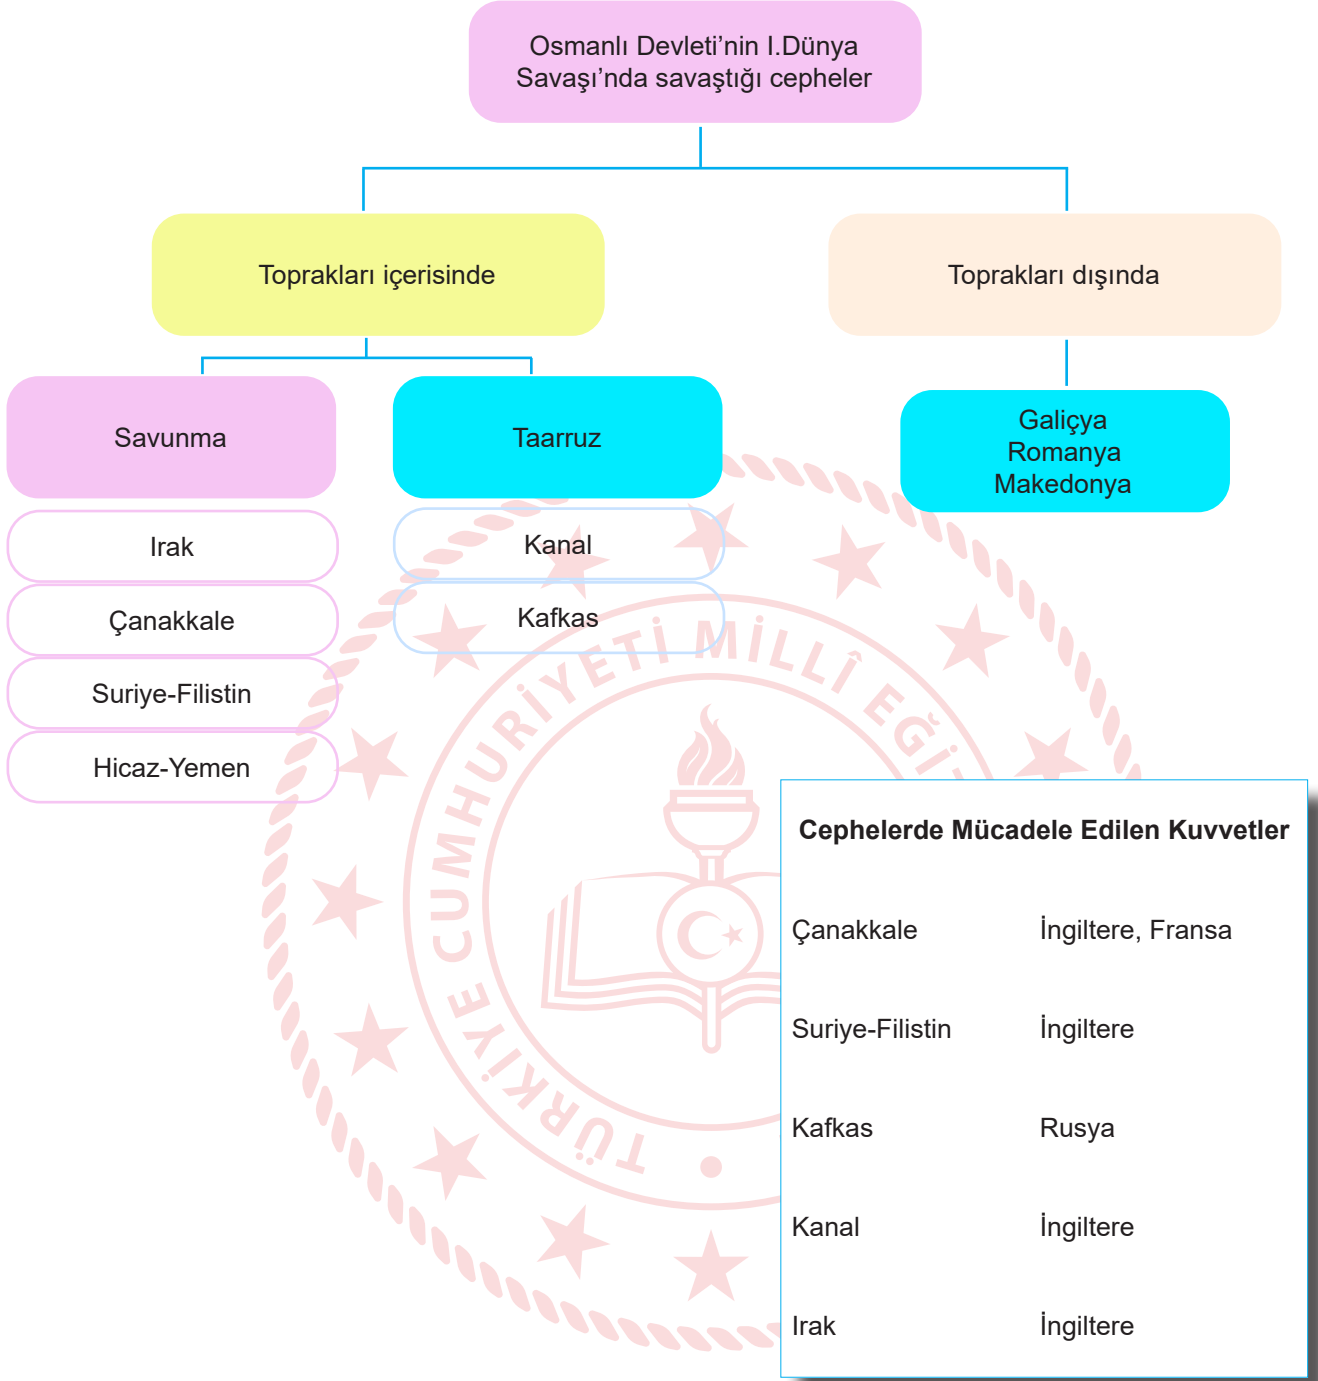 Osmanlı Devleti’nin I.Dünya
Savaşı’nda savaştığı cepheler
Toprakları içerisinde
Toprakları dışında
Savunma
Taarruz
Galiçya
Romanya
Makedonya
Irak
Çanakkale
Suriye-Filistin
Hicaz-Yemen
Kanal
Kafkas
TÜRKİYE CUMHURİYETİ MİLLÎ EĞİ
Cephelerde Mücadele Edilen Kuvvetler
Çanakkale İngiltere, Fransa
Suriye-Filistin İngiltere
Kafkas Rusya
Kanal İngiltere
Irak İngiltere